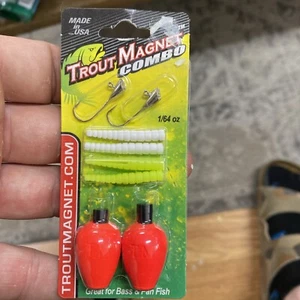 MADE
in...
USA
TROUT MAGNET
COMBO
1/64 oz
TROUTMAGNET.COM
Great for Bass & Pan Fish